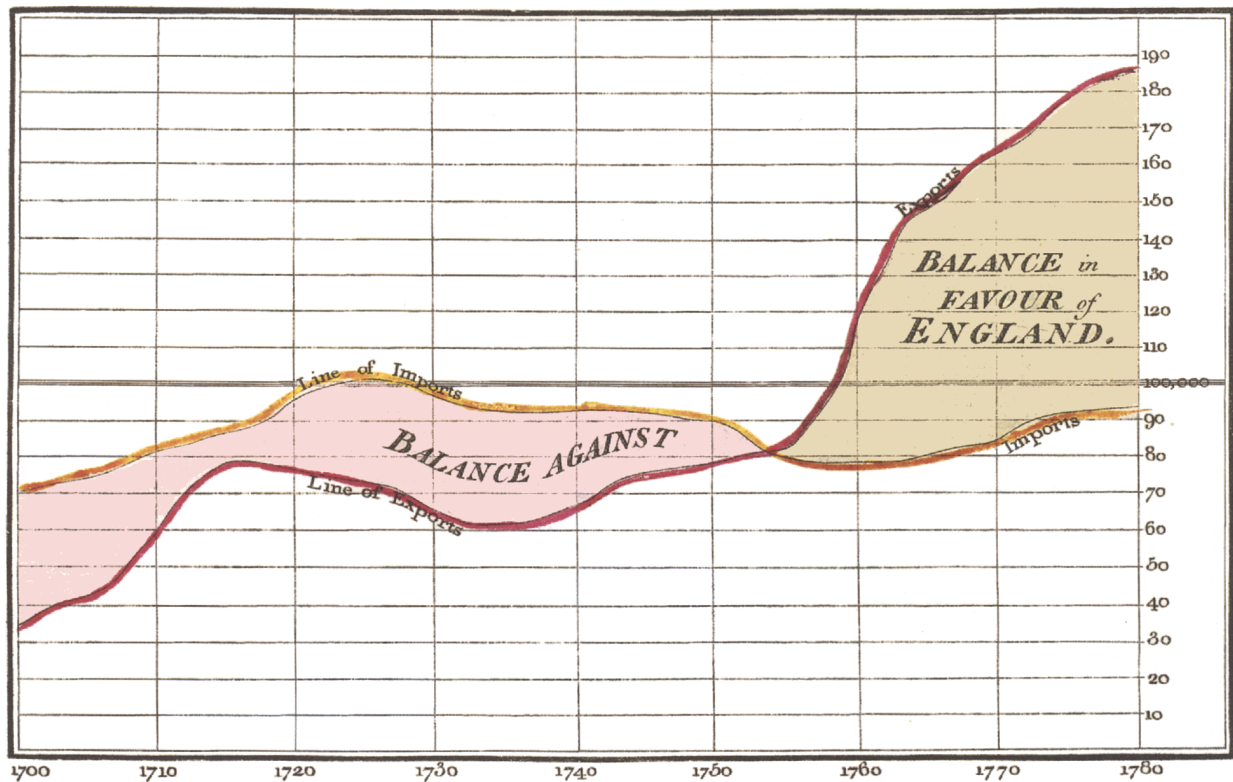 190
180
170
160
Exports
150
140
BALANCE in
130
FAVOUR of
120
ENGLAND.
110
Line of Imports
100,000
90
BALANCE AGAINST
Imports
80
Line of Exports
70
60
50
40
30
20
10
1700 1710 1720 1730 1740 1750 1760 1770 1780